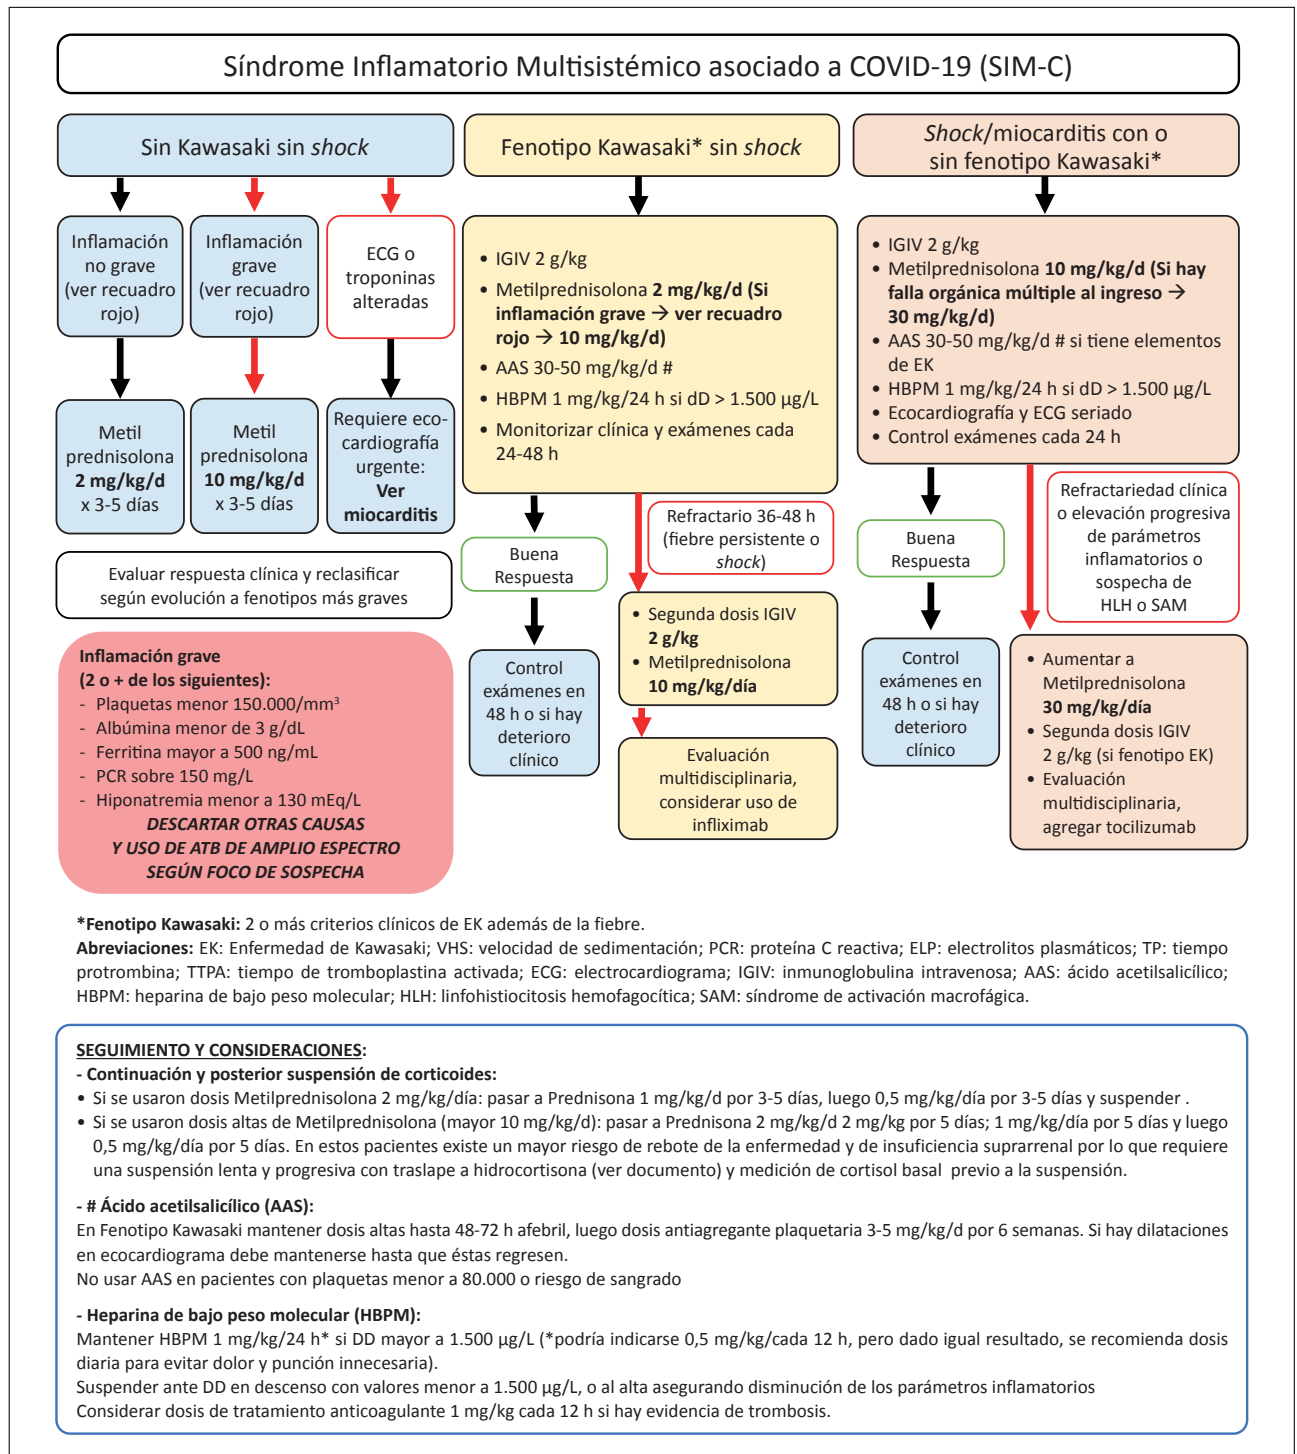 Síndrome Inflamatorio Multisistémico asociado a COVID-19 (SIM-C)
Sin Kawasaki sin shock
Inflamación
no grave
(ver recuadro
rojo)
Inflamación
grave
(ver recuadro
rojo)
ECG o
troponinas
alteradas
Metil
prednisolona
2 mg/kg/d
x 3-5 días
Metil
prednisolona
10 mg/kg/d
x 3-5 días
Requiere eco-
cardiografía
urgente:
Ver
miocarditis
Evaluar respuesta clínica y reclasificar
según evolución a fenotipos más graves
Inflamación grave
(2 o + de los siguientes):
- Plaquetas menor 150.000/mm³
- Albúmina menor de 3 g/dL
- Ferritina mayor a 500 ng/mL
- PCR sobre 150 mg/L
- Hiponatremia menor a 130 mEq/L
DESCARTAR OTRAS CAUSAS
Y USO DE ATB DE AMPLIO ESPECTRO
SEGÚN FOCO DE SOSPECHA
Fenotipo Kawasaki* sin shock
• IGIV 2 g/kg
• Metilprednisolona 2 mg/kg/d (Si
inflamación grave → ver recuadro
rojo → 10 mg/kg/d)
• AAS 30-50 mg/kg/d #
• HBPM 1 mg/kg/24 h si dD > 1.500 µg/L
• Monitorizar clínica y exámenes cada
24-48 h
Buena
Respuesta
Refractario 36-48 h
(fiebre persistente o
shock)
Control
exámenes en
48 h o si hay
deterioro
clínico
• Segunda dosis IGIV
2 g/kg
• Metilprednisolona
10 mg/kg/día
Evaluación
multidisciplinaria,
considerar uso de
infliximab
Shock/miocarditis con o
sin fenotipo Kawasaki*
• IGIV 2 g/kg
• Metilprednisolona 10 mg/kg/d (Si hay
falla orgánica múltiple al ingreso →
30 mg/kg/d)
• AAS 30-50 mg/kg/d # si tiene elementos
de EK
• HBPM 1 mg/kg/24 h si dD > 1.500 µg/L
• Ecocardiografía y ECG seriado
• Control exámenes cada 24 h
Buena
Respuesta
Refractariedad clínica
o elevación progresiva
de parámetros
inflamatorios o
sospecha de
HLH o SAM
Control
exámenes en
48 h o si hay
deterioro
clínico
• Aumentar a
Metilprednisolona
30 mg/kg/día
• Segunda dosis IGIV
2 g/kg (si fenotipo EK)
• Evaluación
multidisciplinaria,
agregar tocilizumab
*Fenotipo Kawasaki: 2 o más criterios clínicos de EK además de la fiebre.
Abreviaciones: EK: Enfermedad de Kawasaki; VHS: velocidad de sedimentación; PCR: proteína C reactiva; ELP: electrolitos plasmáticos; TP: tiempo
protrombina; TTPA: tiempo de tromboplastina activada; ECG: electrocardiograma; IGIV: inmunoglobulina intravenosa; AAS: ácido acetilsalicílico;
HBPM: heparina de bajo peso molecular; HLH: linfohistiocitosis hemofagocítica; SAM: síndrome de activación macrofágica.
SEGUIMIENTO Y CONSIDERACIONES:
- Continuación y posterior suspensión de corticoides:
• Si se usaron dosis Metilprednisolona 2 mg/kg/día: pasar a Prednisona 1 mg/kg/d por 3-5 días, luego 0,5 mg/kg/día por 3-5 días y suspender .
• Si se usaron dosis altas de Metilprednisolona (mayor 10 mg/kg/d): pasar a Prednisona 2 mg/kg/d 2 mg/kg por 5 días; 1 mg/kg/día por 5 días y luego
0,5 mg/kg/día por 5 días. En estos pacientes existe un mayor riesgo de rebote de la enfermedad y de insuficiencia suprarrenal por lo que requiere
una suspensión lenta y progresiva con traslape a hidrocortisona (ver documento) y medición de cortisol basal previo a la suspensión.
- # Ácido acetilsalicílico (AAS):
En Fenotipo Kawasaki mantener dosis altas hasta 48-72 h afebril, luego dosis antiagregante plaquetaria 3-5 mg/kg/d por 6 semanas. Si hay dilataciones
en ecocardiograma debe mantenerse hasta que éstas regresen.
No usar AAS en pacientes con plaquetas menor a 80.000 o riesgo de sangrado
- Heparina de bajo peso molecular (HBPM):
Mantener HBPM 1 mg/kg/24 h* si DD mayor a 1.500 µg/L (*podría indicarse 0,5 mg/kg/cada 12 h, pero dado igual resultado, se recomienda dosis
diaria para evitar dolor y punción innecesaria).
Suspender ante DD en descenso con valores menor a 1.500 µg/L, o al alta asegurando disminución de los parámetros inflamatorios
Considerar dosis de tratamiento anticoagulante 1 mg/kg cada 12 h si hay evidencia de trombosis.